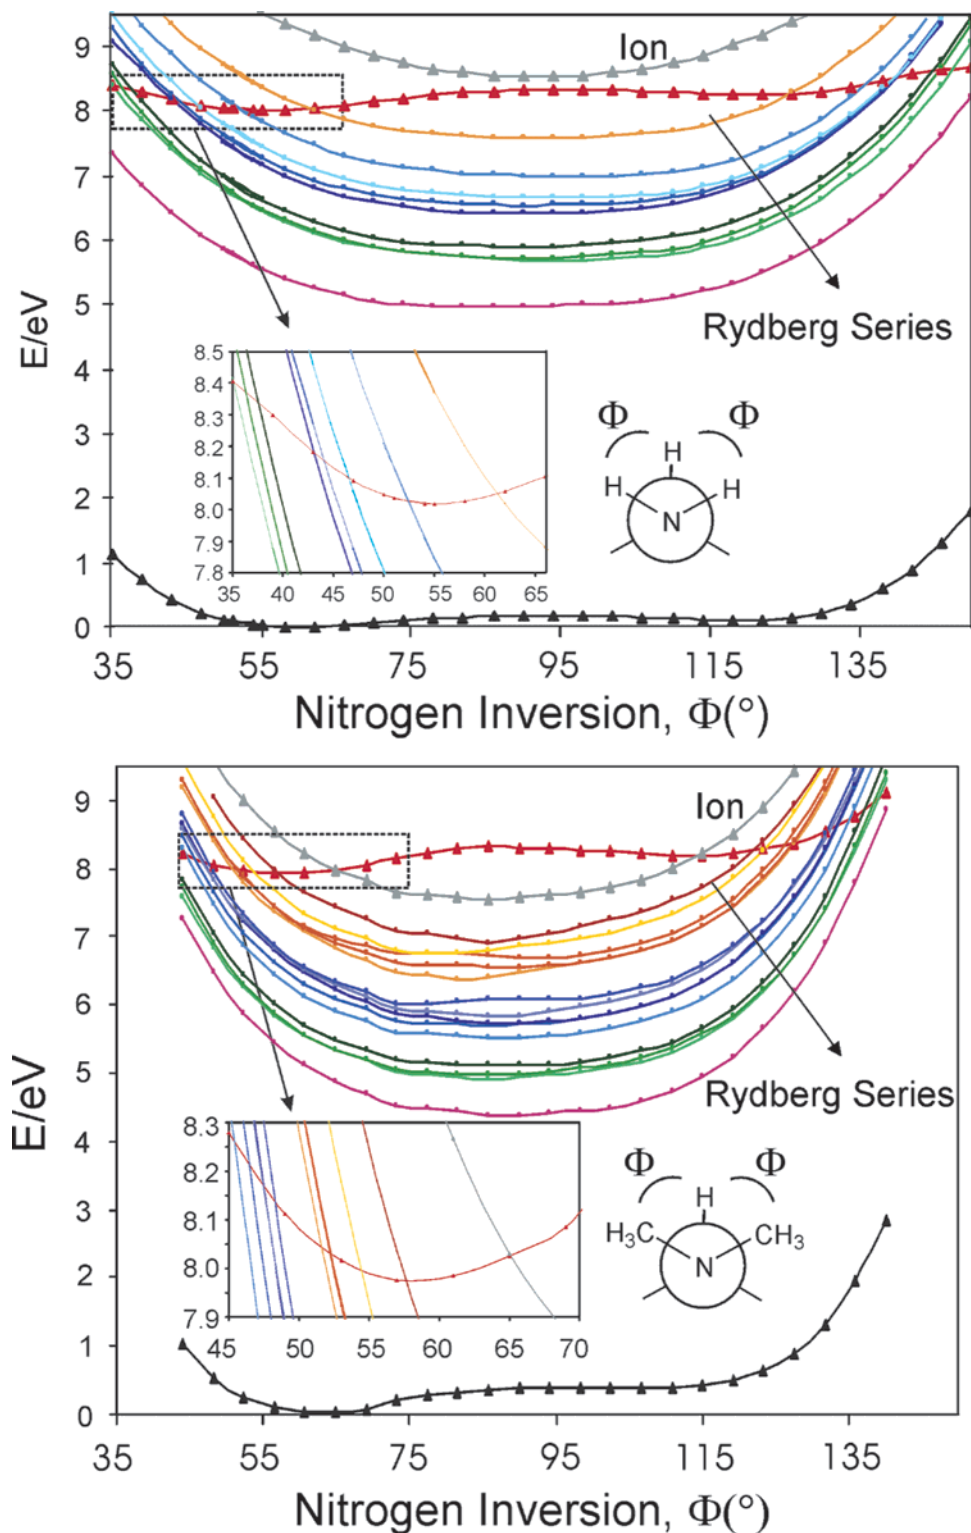 9
8
7
6
5
4
3
2
1
0
E/eV
Ion
Rydberg Series
8.5
8.4
8.3
8.2
8.1
8.0
7.9
7.8
35 40 45 50 55 60 65
Φ Φ
H
H H
N
35 55 75 95 115 135
Nitrogen Inversion, Φ(°)
9
8
7
6
5
4
3
2
1
0
E/eV
Ion
Rydberg Series
8.3
8.2
8.1
8.0
7.9
45 50 55 60 65 70
Φ Φ
H
H₃C CH₃
N
35 55 75 95 115 135
Nitrogen Inversion, Φ(°)